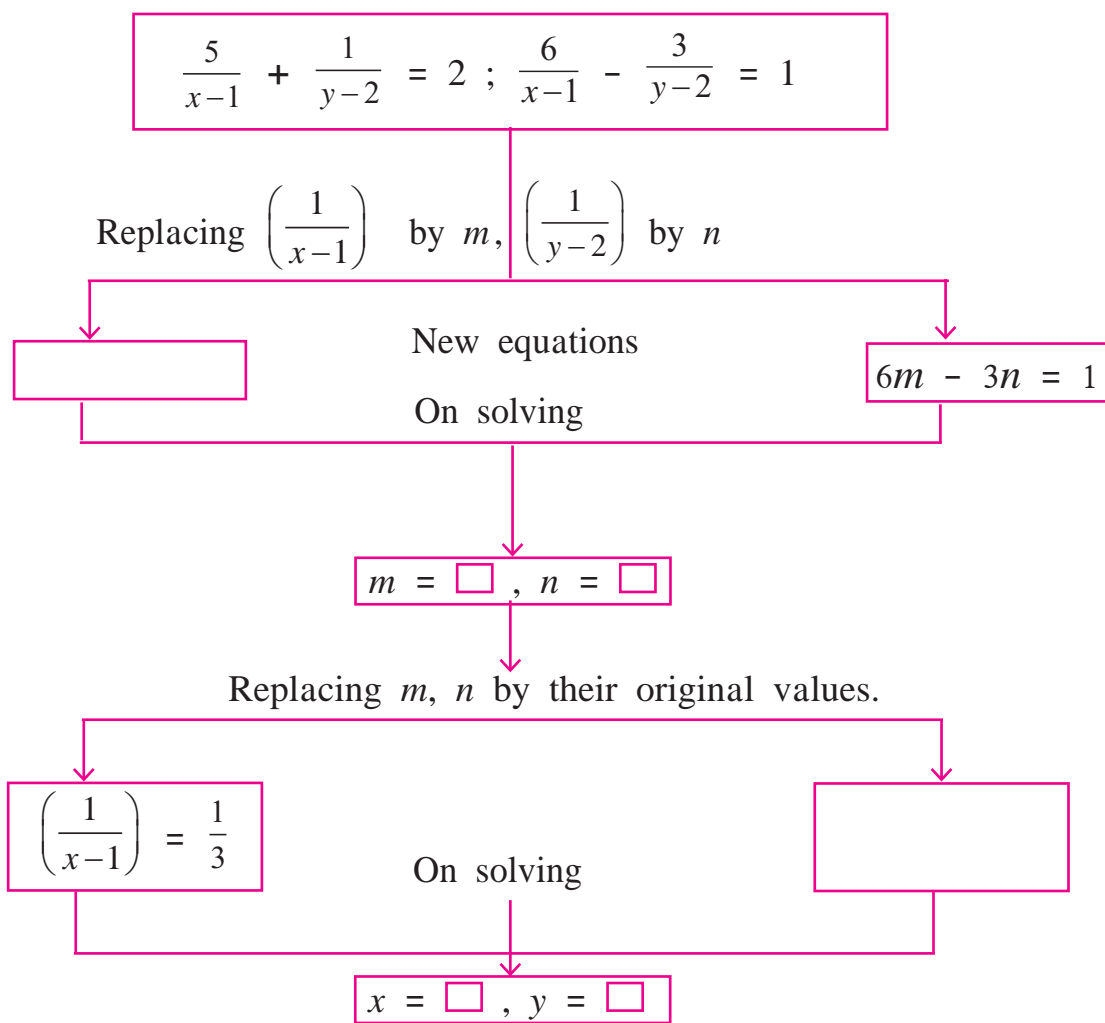 5/(x−1) + 1/(y−2) = 2 ; 6/(x−1) - 3/(y−2) = 1
Replacing (1/(x−1)) by m, (1/(y−2)) by n
New equations
6m - 3n = 1
On solving
m = □ , n = □
Replacing m, n by their original values.
(1/(x−1)) = 1/3
On solving
x = □ , y = □